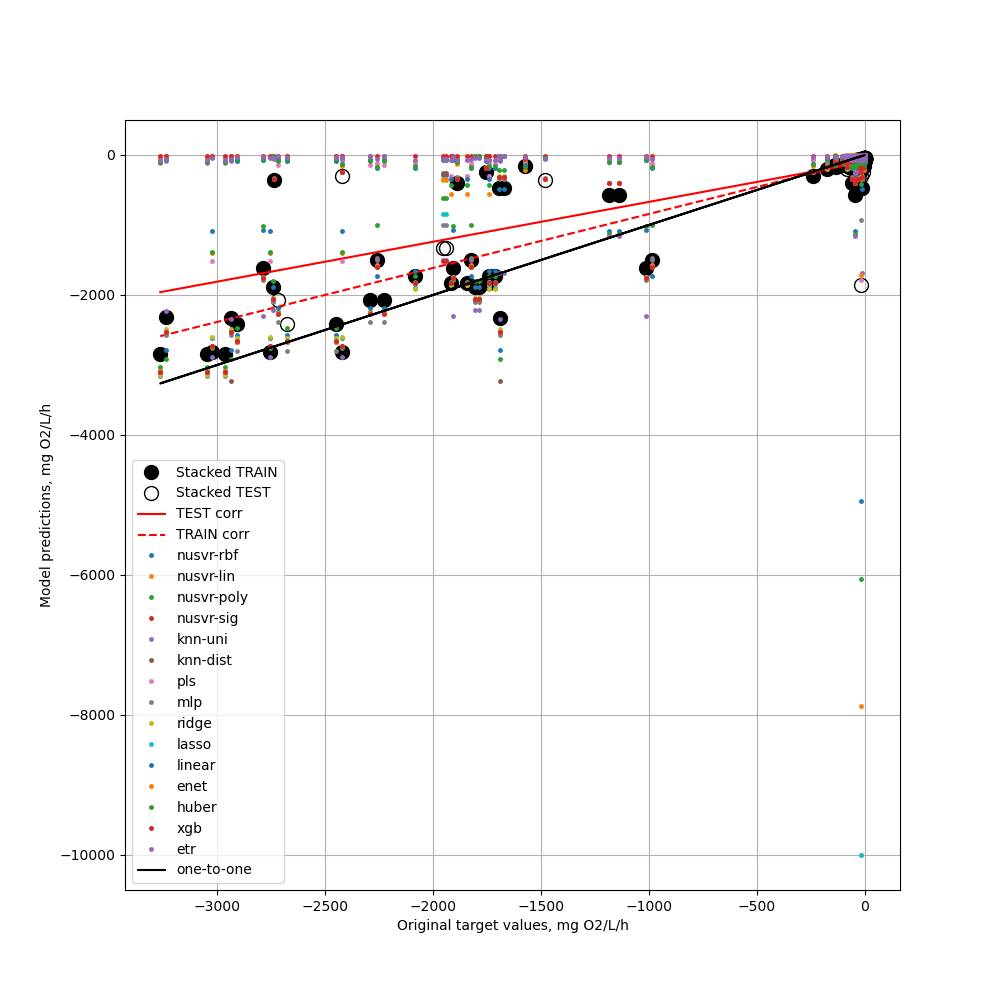 0
−2000
−4000
−6000
−8000
−10000
Model predictions, mg O2/L/h
Stacked TRAIN
Stacked TEST
TEST corr
TRAIN corr
nusvr-rbf
nusvr-lin
nusvr-poly
nusvr-sig
knn-uni
knn-dist
pls
mlp
ridge
lasso
linear
enet
huber
xgb
etr
one-to-one
−3000 −2500 −2000 −1500 −1000 −500 0
Original target values, mg O2/L/h